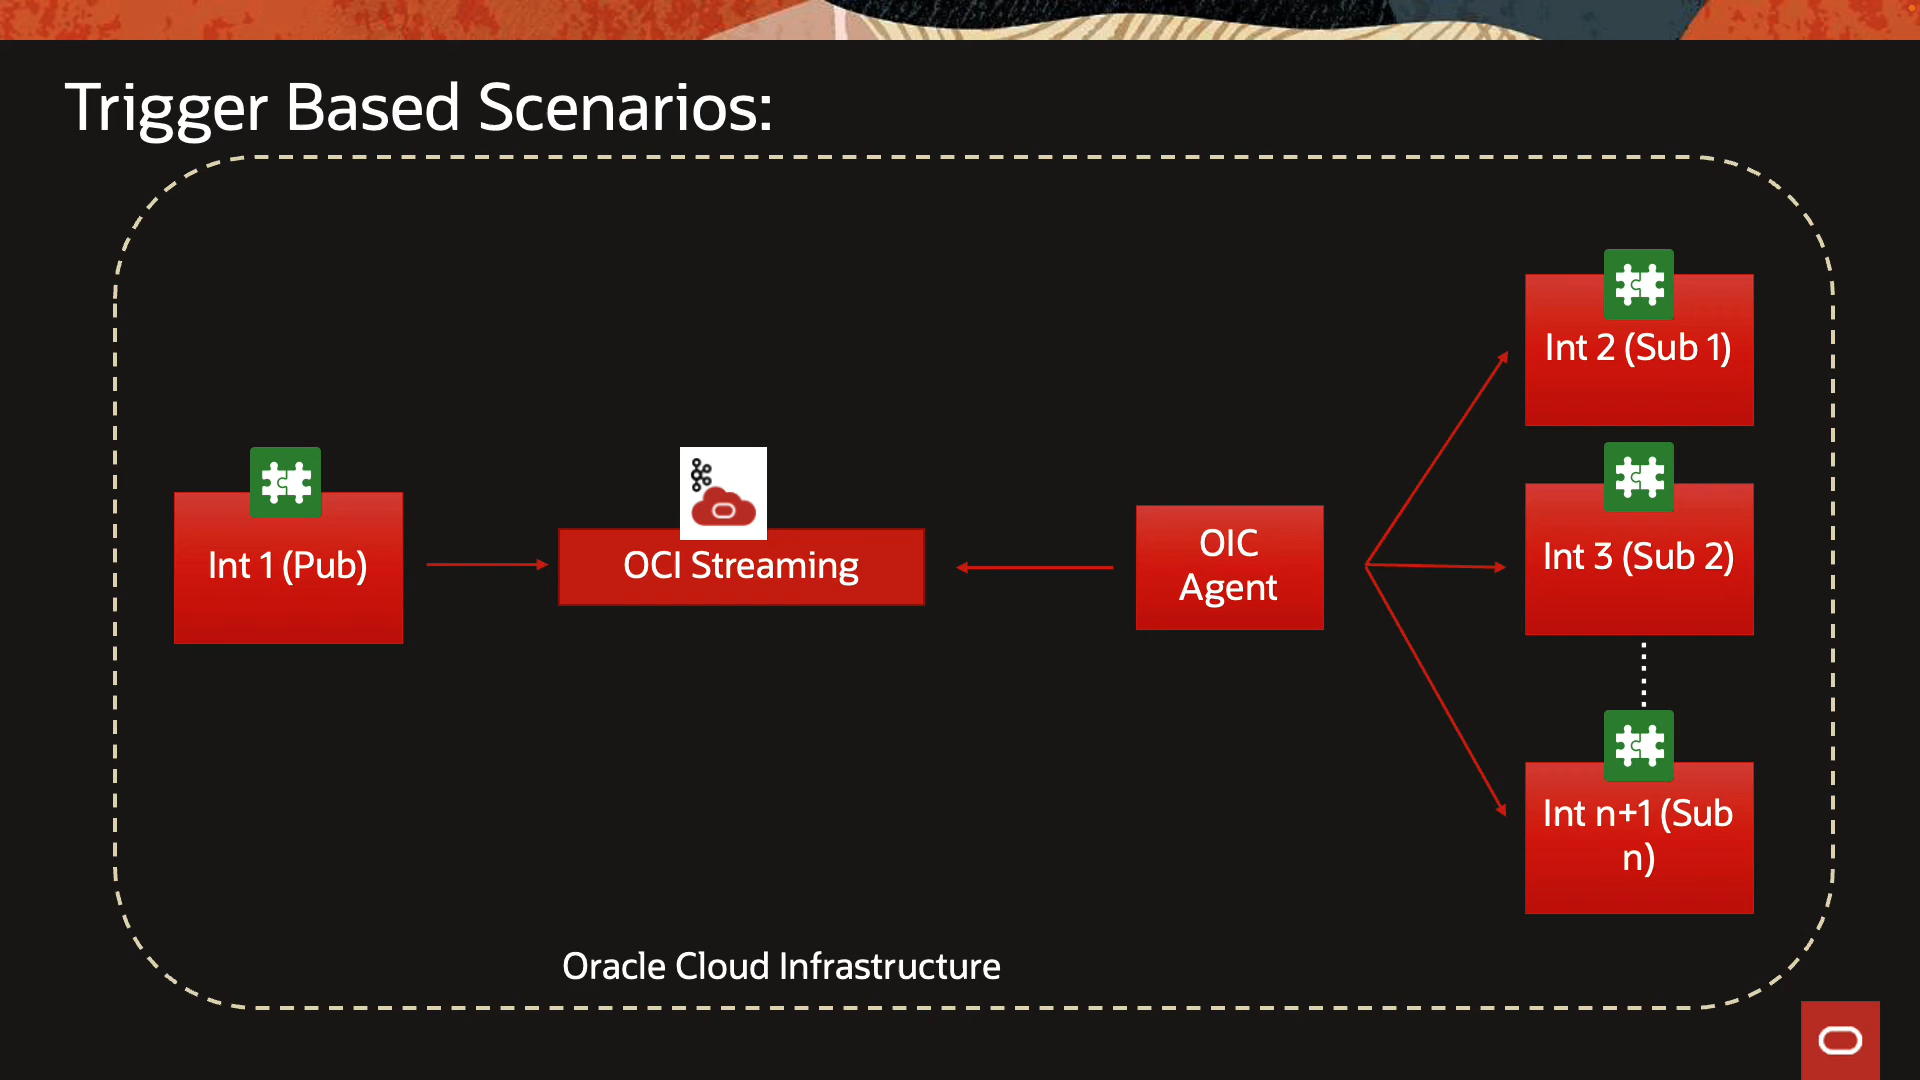 Trigger Based Scenarios:
Int 1 (Pub)
OCI Streaming
OIC
Agent
Int 2 (Sub 1)
Int 3 (Sub 2)
Int n+1 (Sub
n)
Oracle Cloud Infrastructure